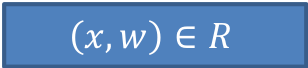 (𝑥, 𝑤) ∈ 𝑅